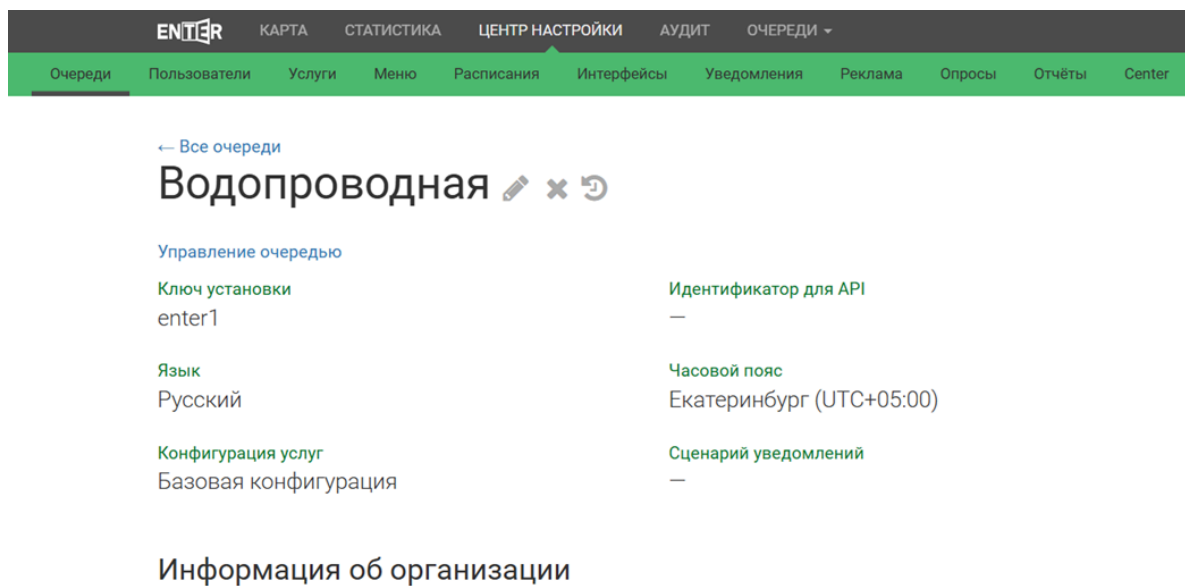 ENTER КАРТА СТАТИСТИКА ЦЕНТР НАСТРОЙКИ АУДИТ ОЧЕРЕДИ
Очереди Пользователи Услуги Меню Расписания Интерфейсы Уведомления Реклама Опросы Отчёты Center
← Все очереди
Водопроводная
Управление очередью
Ключ установки Идентификатор для API
enter1 —
Язык Часовой пояс
Русский Екатеринбург (UTC+05:00)
Конфигурация услуг Сценарий уведомлений
Базовая конфигурация —
Информация об организации